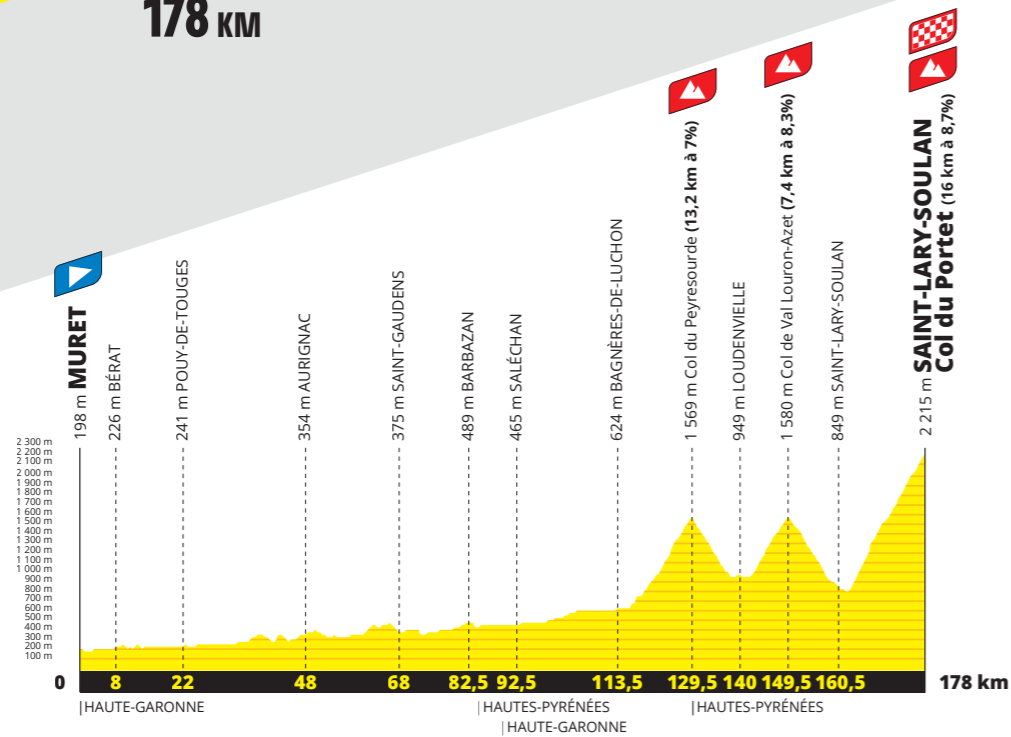 178 KM
198 m MURET
226 m BÉRAT
241 m POUY-DE-TOUGES
354 m AURIGNAC
375 m SAINT-GAUDENS
489 m BARBAZAN
465 m SALÉCHAN
624 m BAGNÈRES-DE-LUCHON
1 569 m Col du Peyresourde (13,2 km à 7%)
949 m LOUDENVIELLE
1 580 m Col de Val Louron-Azet (7,4 km à 8,3%)
849 m SAINT-LARY-SOULAN
2 215 m SAINT-LARY-SOULAN
Col du Portet (16 km à 8,7%)
2 300 m
2 200 m
2 100 m
2 000 m
1 900 m
1 800 m
1 700 m
1 600 m
1 500 m
1 400 m
1 300 m
1 200 m
1 100 m
1 000 m
900 m
800 m
700 m
600 m
500 m
400 m
300 m
200 m
100 m
0 8 22 48 68 82,5 92,5 113,5 129,5 140 149,5 160,5 178 km
|HAUTE-GARONNE |HAUTES-PYRÉNÉES |HAUTES-PYRÉNÉES
|HAUTE-GARONNE